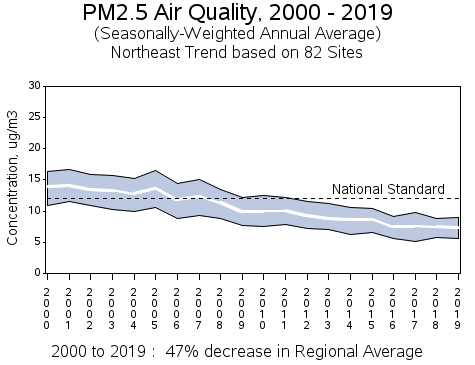 PM2.5 Air Quality, 2000 - 2019
(Seasonally-Weighted Annual Average)
Northeast Trend based on 82 Sites
Concentration, ug/m3
30
25
20
15
10
5
0
National Standard
2000 2001 2002 2003 2004 2005 2006 2007 2008 2009 2010 2011 2012 2013 2014 2015 2016 2017 2018 2019
2000 to 2019 : 47% decrease in Regional Average